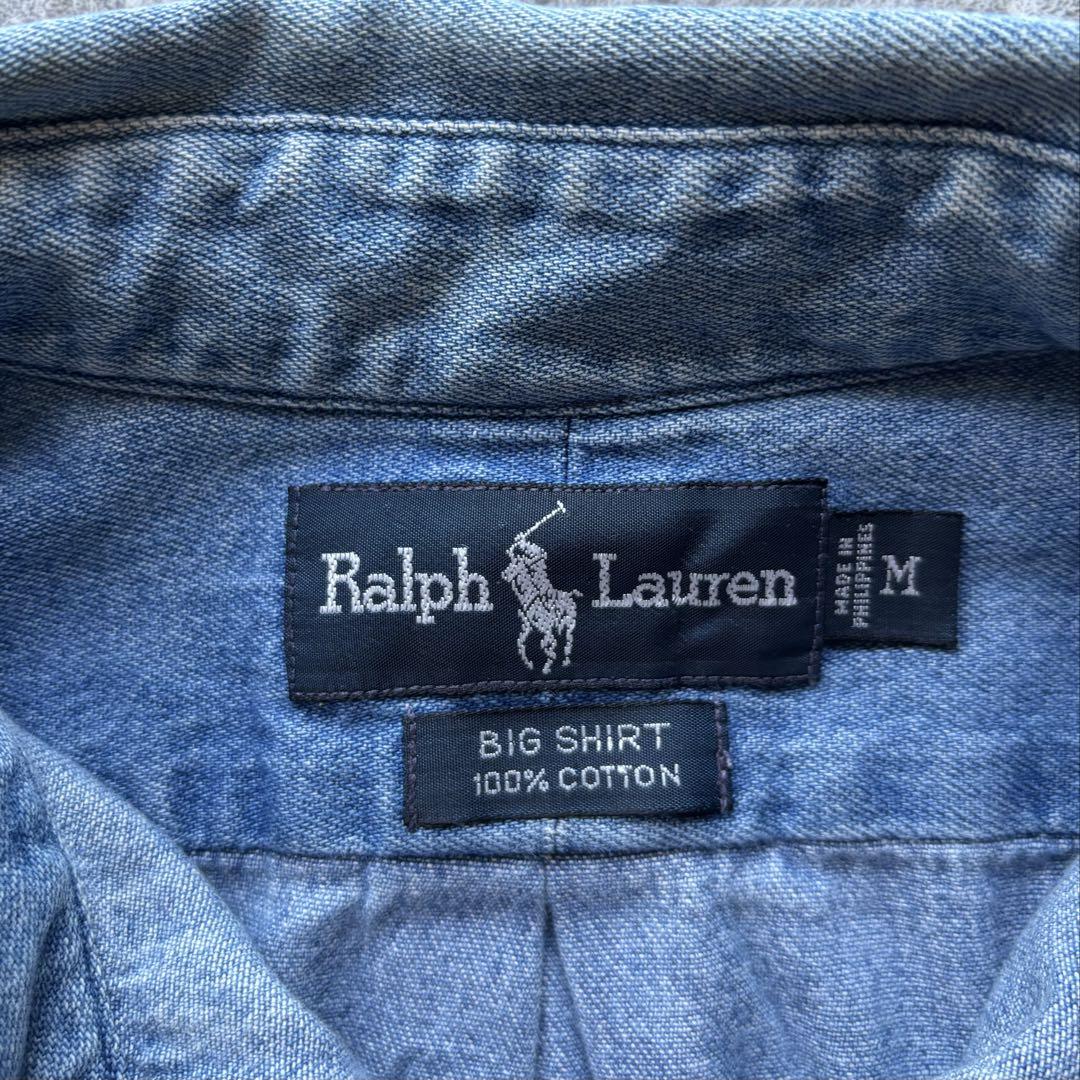 Ralph Lauren
MADE IN
PHILIPPINES
M
BIG SHIRT
100% COTTON